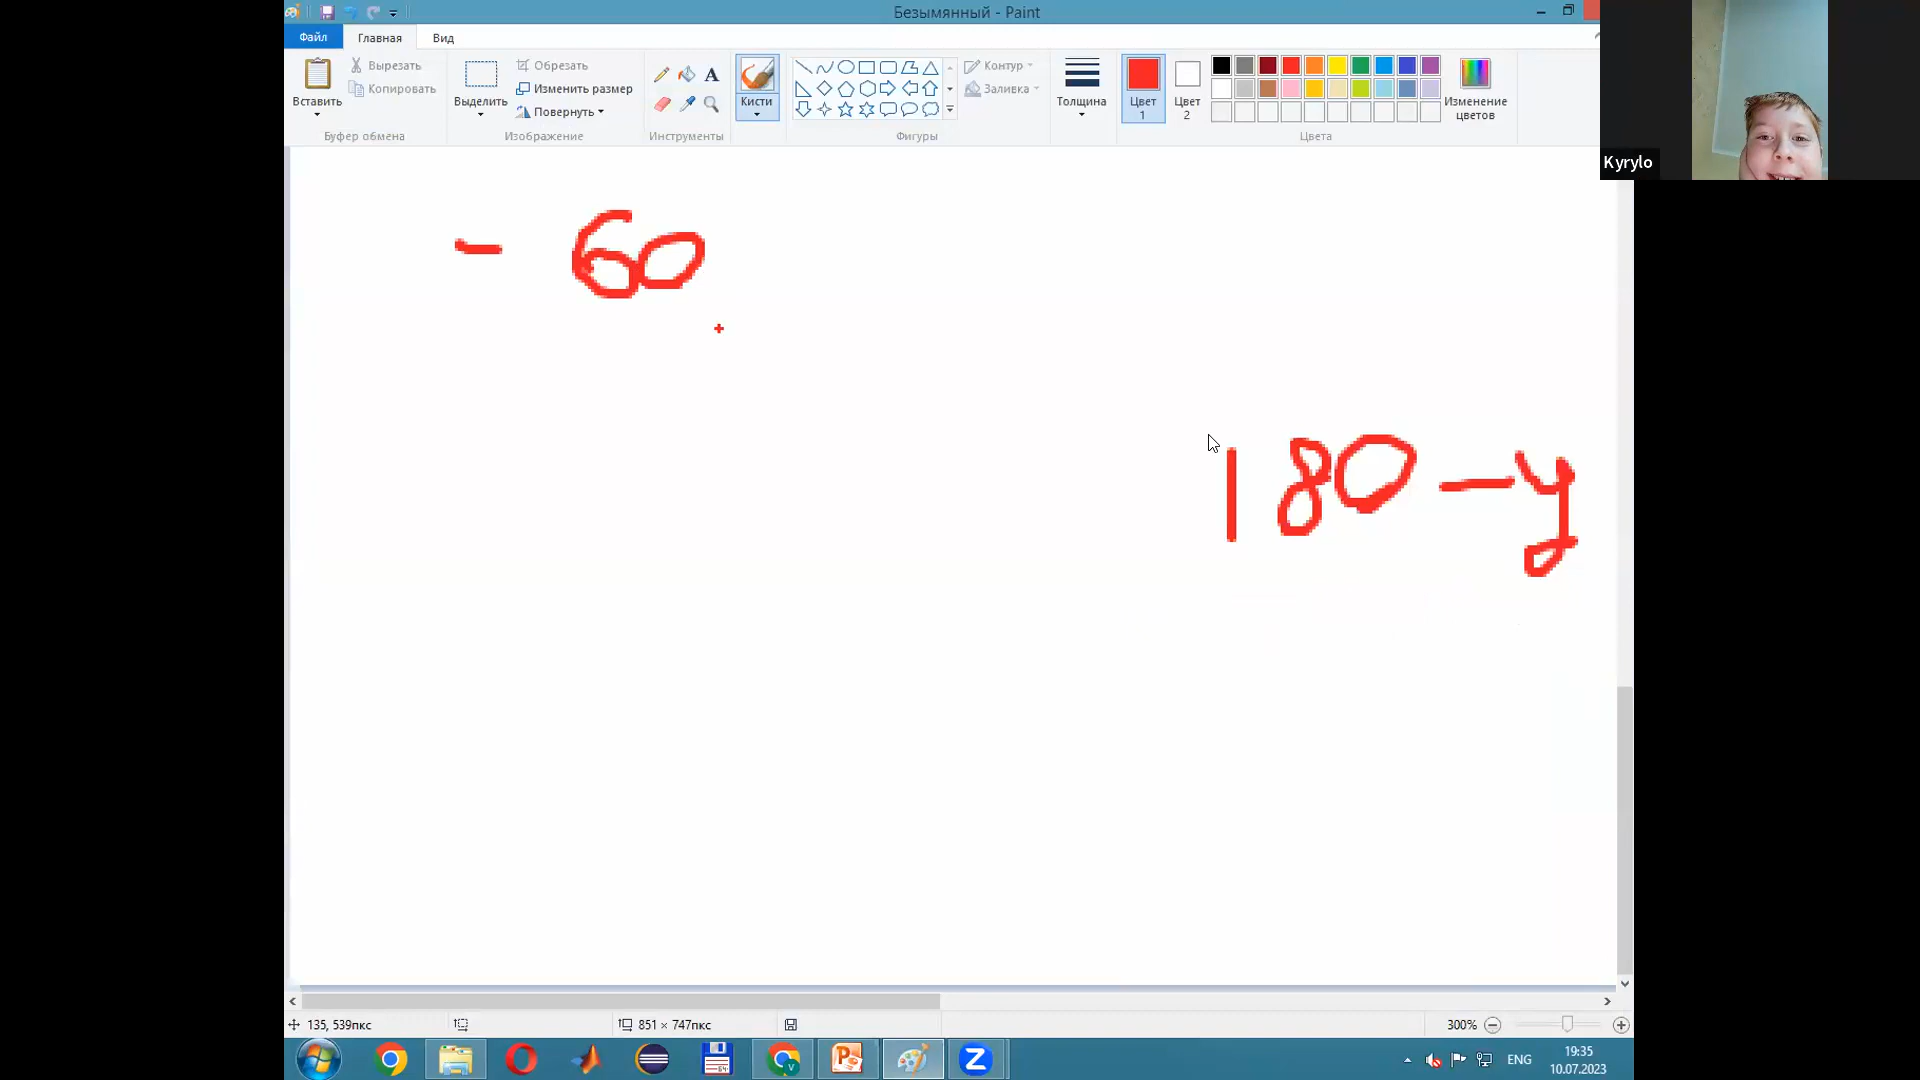 Безымянный - Paint
Файл Главная Вид
Вставить
Вырезать
Копировать
Буфер обмена
Выделить
Обрезать
Изменить размер
Повернуть
Изображение
A
Инструменты
Кисти
Фигуры
Контур
Заливка
Толщина
Цвет 1
Цвет 2
Изменение цветов
Цвета
Kyrylo
- 60
180 - y
135, 539пкс
851 × 747пкс
300%
64
V
P
Z
ENG
19:35
10.07.2023